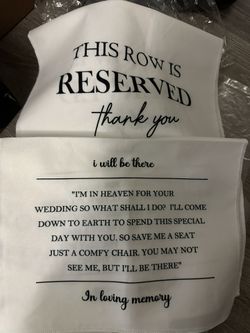 THIS ROW IS
RESERVED
thank you
i will be there
"I'M IN HEAVEN FOR YOUR
WEDDING SO WHAT SHALL I DO? I'LL COME
DOWN TO EARTH TO SPEND THIS SPECIAL
DAY WITH YOU. SO SAVE ME A SEAT
JUST A COMFY CHAIR. YOU MAY NOT
SEE ME, BUT I'LL BE THERE"
In loving memory